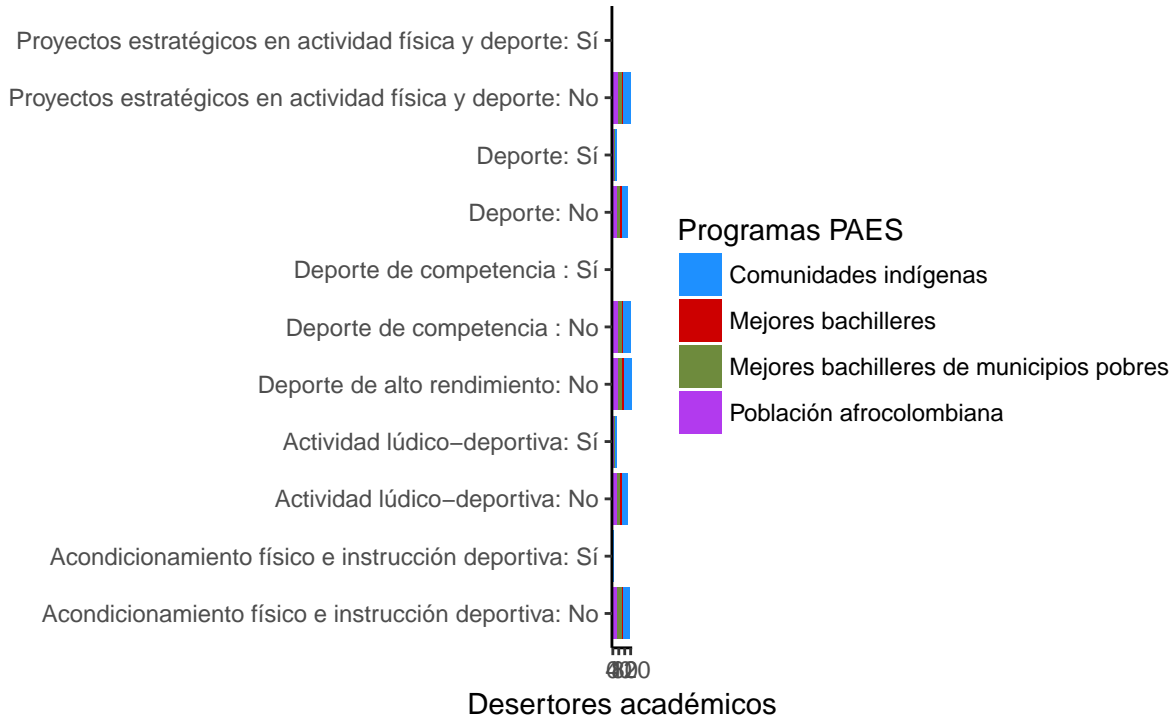 Proyectos estratégicos en actividad física y deporte: Sí
Proyectos estratégicos en actividad física y deporte: No
Deporte: Sí
Deporte: No
Deporte de competencia : Sí
Deporte de competencia : No
Deporte de alto rendimiento: No
Actividad lúdico−deportiva: Sí
Actividad lúdico−deportiva: No
Acondicionamiento físico e instrucción deportiva: Sí
Acondicionamiento físico e instrucción deportiva: No
Desertores académicos
Programas PAES
Comunidades indígenas
Mejores bachilleres
Mejores bachilleres de municipios pobres
Población afrocolombiana